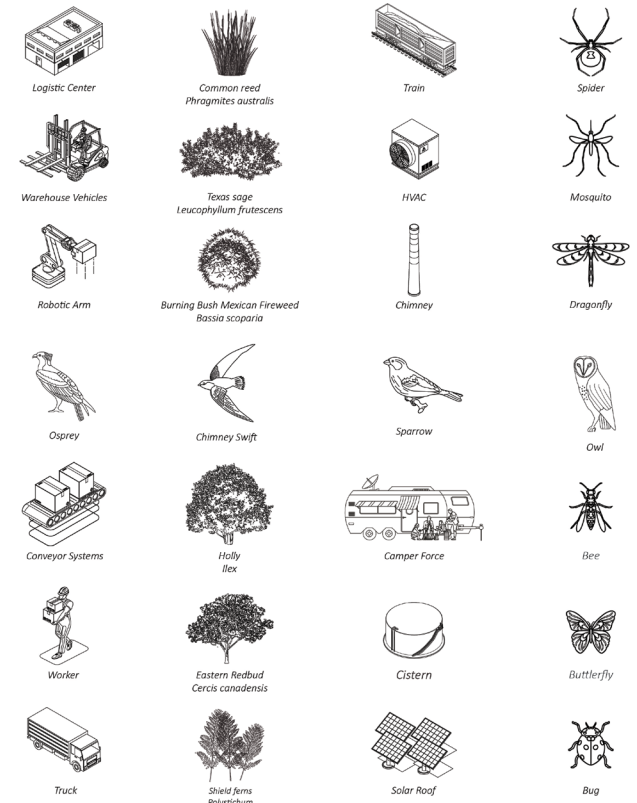 Logistic Center
Common reed
Phragmites australis
Train
Spider
Warehouse Vehicles
Texas sage
Leucophyllum frutescens
HVAC
Mosquito
Robotic Arm
Burning Bush Mexican Fireweed
Bassia scoparia
Chimney
Dragonfly
Osprey
Chimney Swift
Sparrow
Owl
Conveyor Systems
Holly
Ilex
Camper Force
Bee
Worker
Eastern Redbud
Cercis canadensis
Cistern
Buttlerfly
Truck
Shield ferns
Polystichum
Solar Roof
Bug